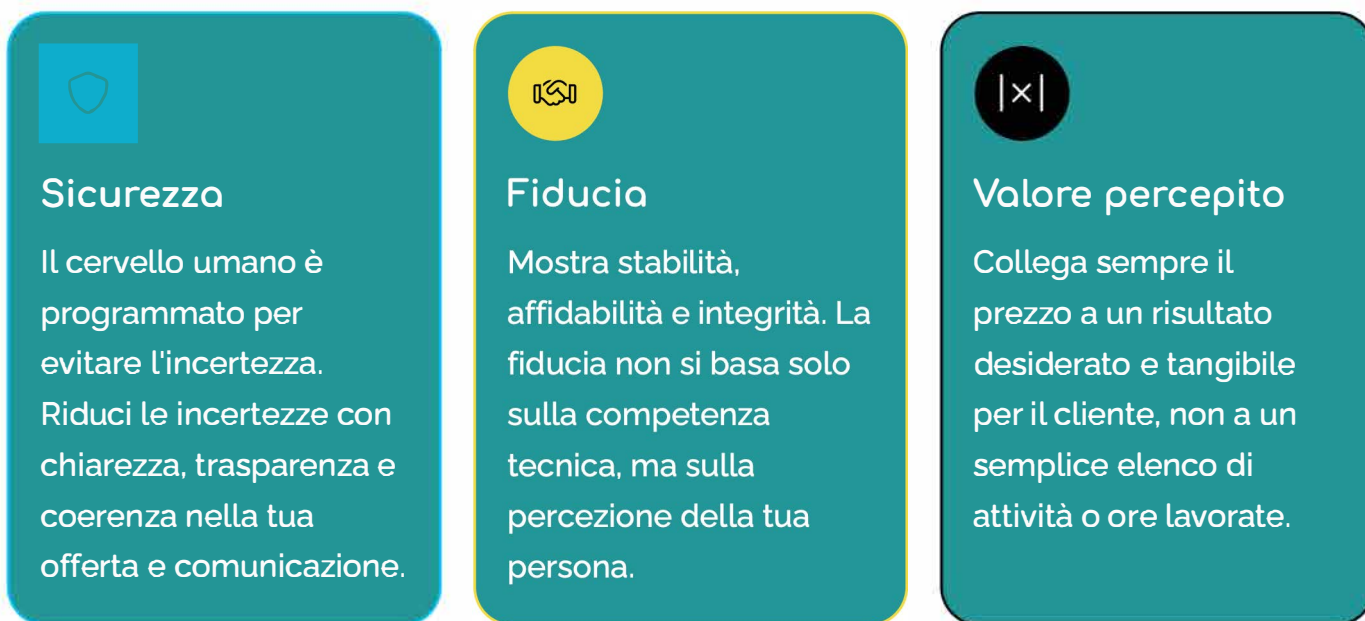 Sicurezza
Il cervello umano è
programmato per
evitare l'incertezza.
Riduci le incertezze con
chiarezza, trasparenza e
coerenza nella tua
offerta e comunicazione.
Fiducia
Mostra stabilità,
affidabilità e integrità. La
fiducia non si basa solo
sulla competenza
tecnica, ma sulla
percezione della tua
persona.
Valore percepito
Collega sempre il
prezzo a un risultato
desiderato e tangibile
per il cliente, non a un
semplice elenco di
attività o ore lavorate.